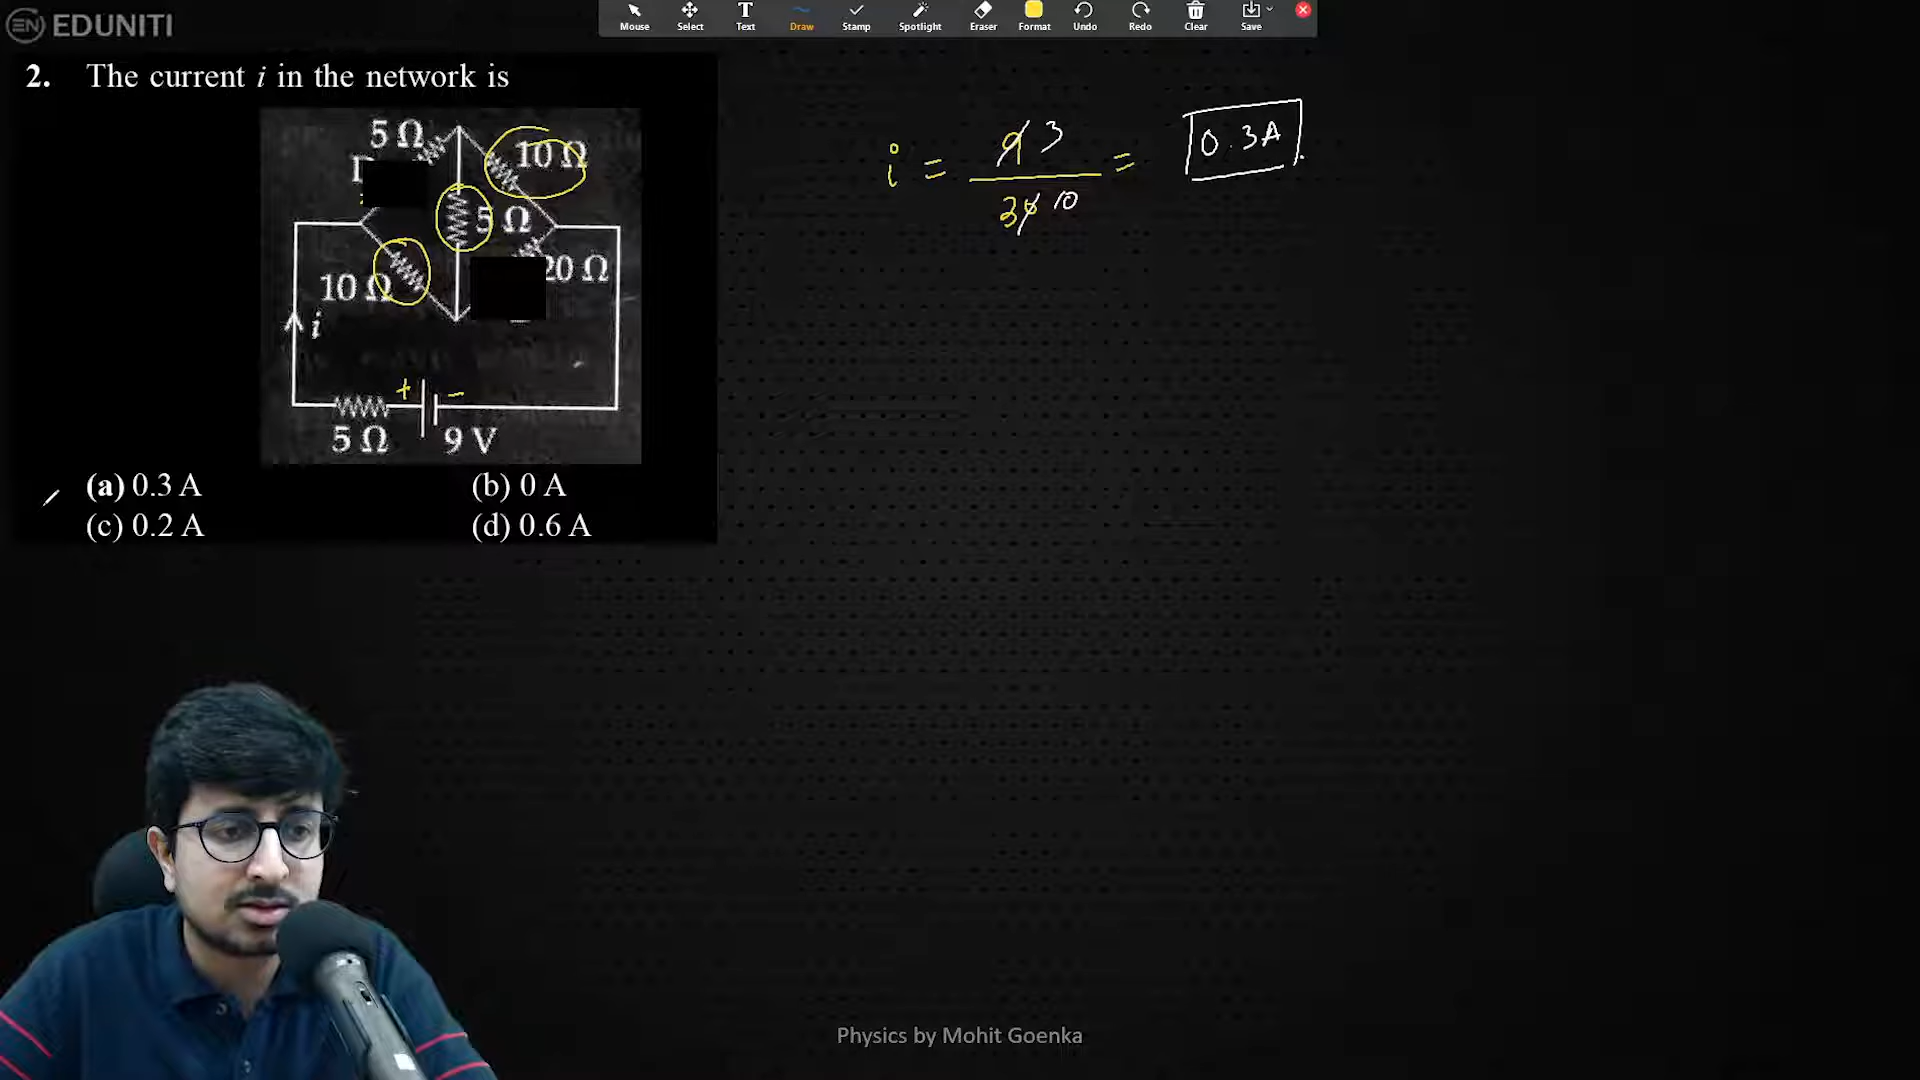 EN EDUNITI
Mouse Select Text Draw Stamp Spotlight Eraser Format Undo Redo Clear Save
2. The current i in the network is
5 Ω
10 Ω
5 Ω
10 Ω
20 Ω
i
+ -
5 Ω 9 V
(a) 0.3 A (b) 0 A
(c) 0.2 A (d) 0.6 A
i = 9 3 / 30 10 = 0.3A
Physics by Mohit Goenka